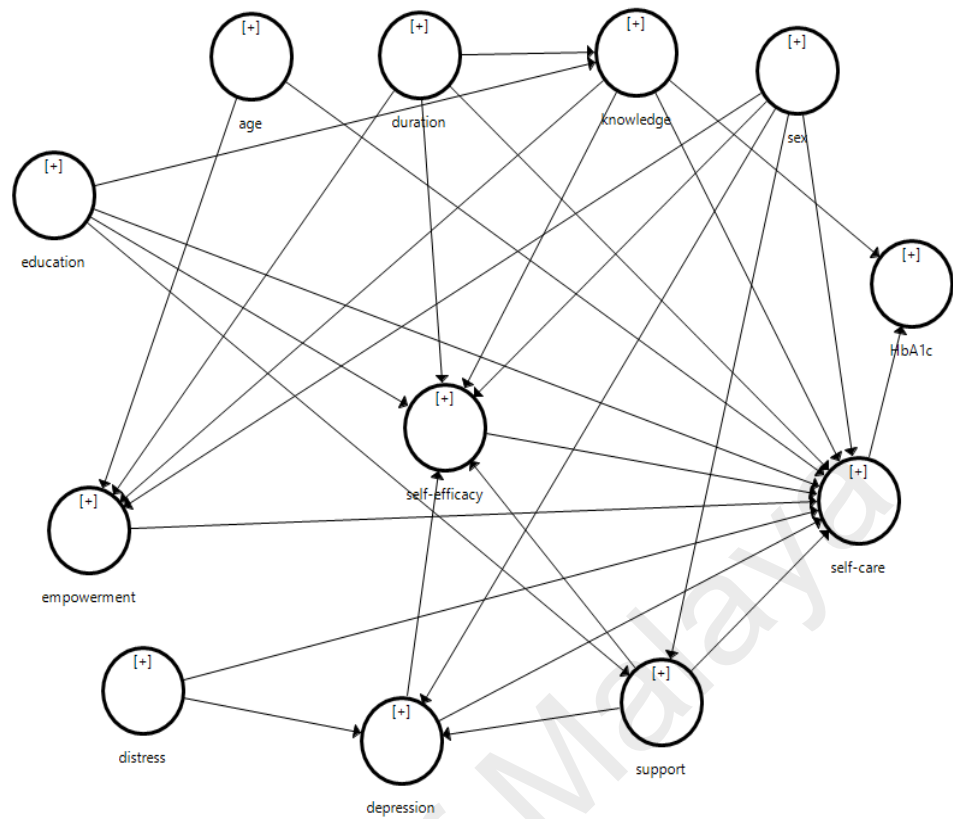 [+]
age
[+]
duration
[+]
knowledge
[+]
sex
[+]
education
[+]
HbA1c
[+]
self-efficacy
[+]
empowerment
[+]
self-care
[+]
distress
[+]
depression
[+]
support
Malaya